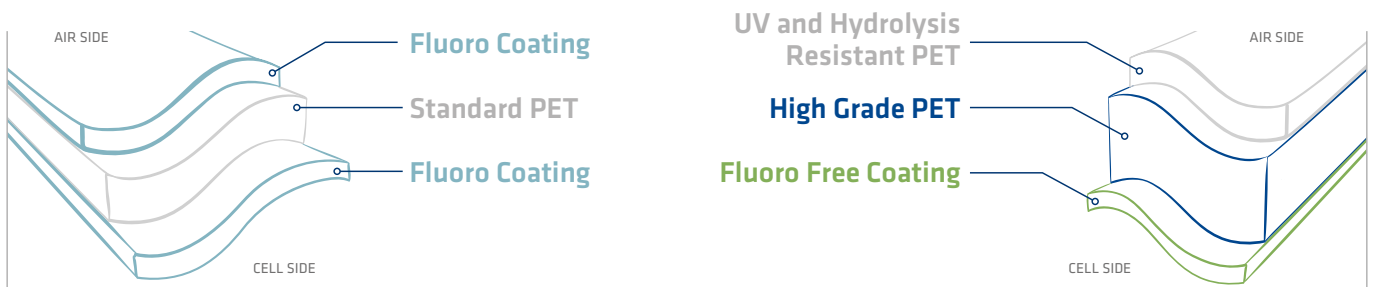 AIR SIDE
Fluoro Coating
Standard PET
Fluoro Coating
CELL SIDE
UV and Hydrolysis
Resistant PET
AIR SIDE
High Grade PET
Fluoro Free Coating
CELL SIDE